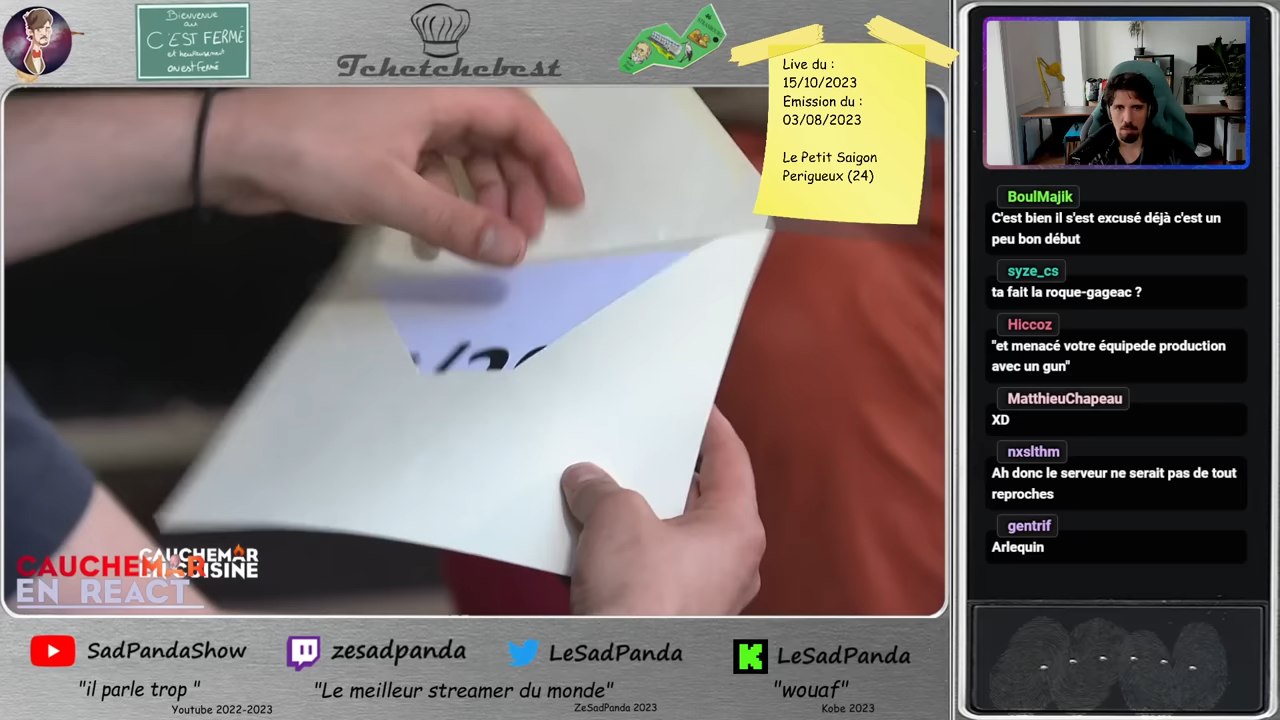 Bienvenue
au
C'EST FERMÉ
et heureusement
qu'on est fermé
Tchetchebest
Live du :
15/10/2023
Emission du :
03/08/2023
Le Petit Saigon
Perigueux (24)
BoulMajik
C'est bien il s'est excusé déjà c'est un
peu bon début
syze_cs
ta fait la roque-gageac ?
Hiccoz
"et menacé votre équipede production
avec un gun"
MatthieuChapeau
XD
nxslthm
Ah donc le serveur ne serait pas de tout
reproches
gentrif
Arlequin
CAUCHEMAR
EN REACT
CAUCHEMAR
EN CUISINE
SadPandaShow
zesadpanda
LeSadPanda
LeSadPanda
"il parle trop "
Youtube 2022-2023
"Le meilleur streamer du monde"
ZeSadPanda 2023
"wouaf"
Kobe 2023